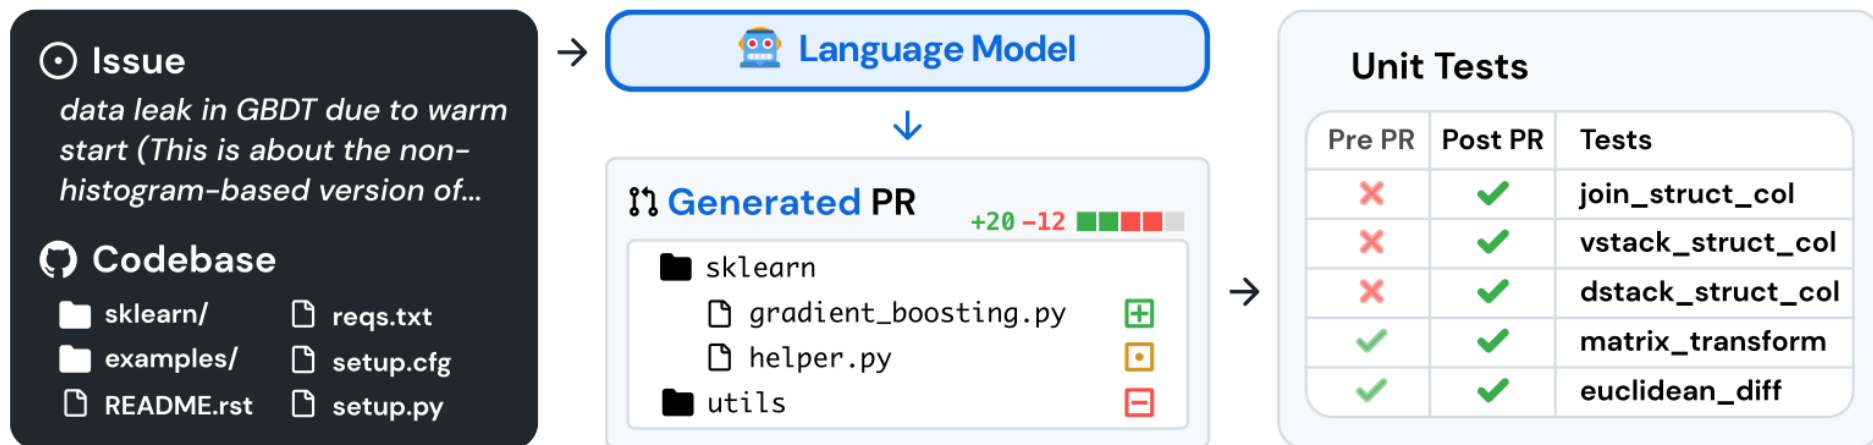 Issue
data leak in GBDT due to warm
start (This is about the non-
histogram-based version of...
Codebase
sklearn/
examples/
README.rst
reqs.txt
setup.cfg
setup.py
Language Model
Generated PR
+20 -12
sklearn
gradient_boosting.py
helper.py
utils
Unit Tests
Pre PR Post PR Tests
join_struct_col
vstack_struct_col
dstack_struct_col
matrix_transform
euclidean_diff